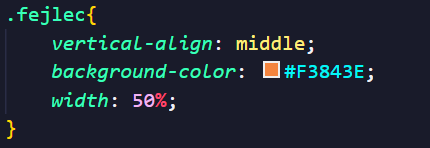 .fejlec{
vertical-align: middle;
background-color: #F3843E;
width: 50%;
}